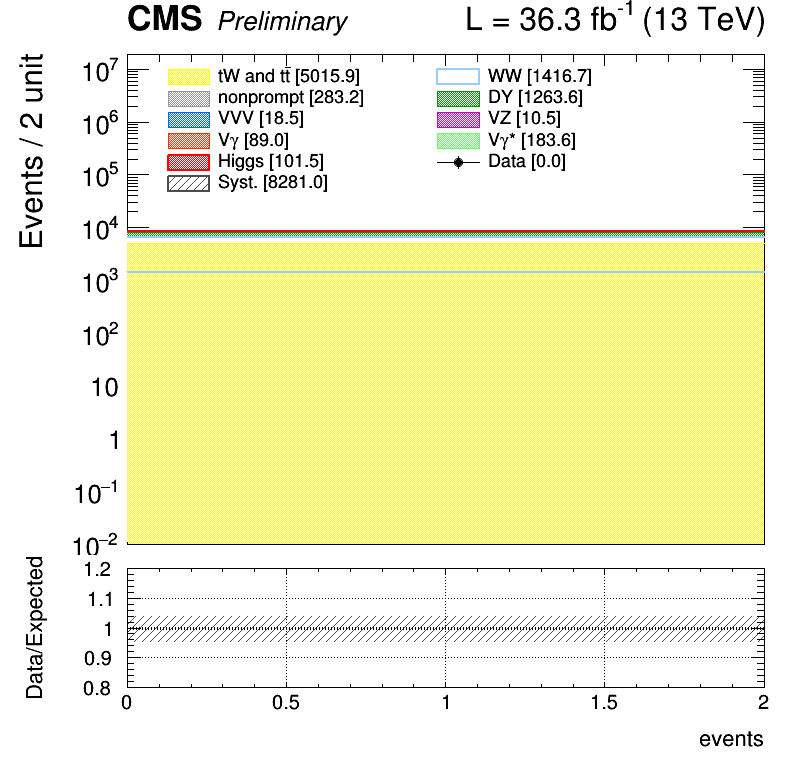 CMS Preliminary L = 36.3 fb⁻¹ (13 TeV)
Events / 2 unit
10⁷
10⁶
10⁵
10⁴
10³
10²
10
1
10⁻¹
10⁻²
tW and tt̄ [5015.9]
nonprompt [283.2]
VVV [18.5]
Vγ [89.0]
Higgs [101.5]
Syst. [8281.0]
WW [1416.7]
DY [1263.6]
VZ [10.5]
Vγ* [183.6]
Data [0.0]
Data/Expected
1.2
1.1
1
0.9
0.8
0 0.5 1 1.5 2
events